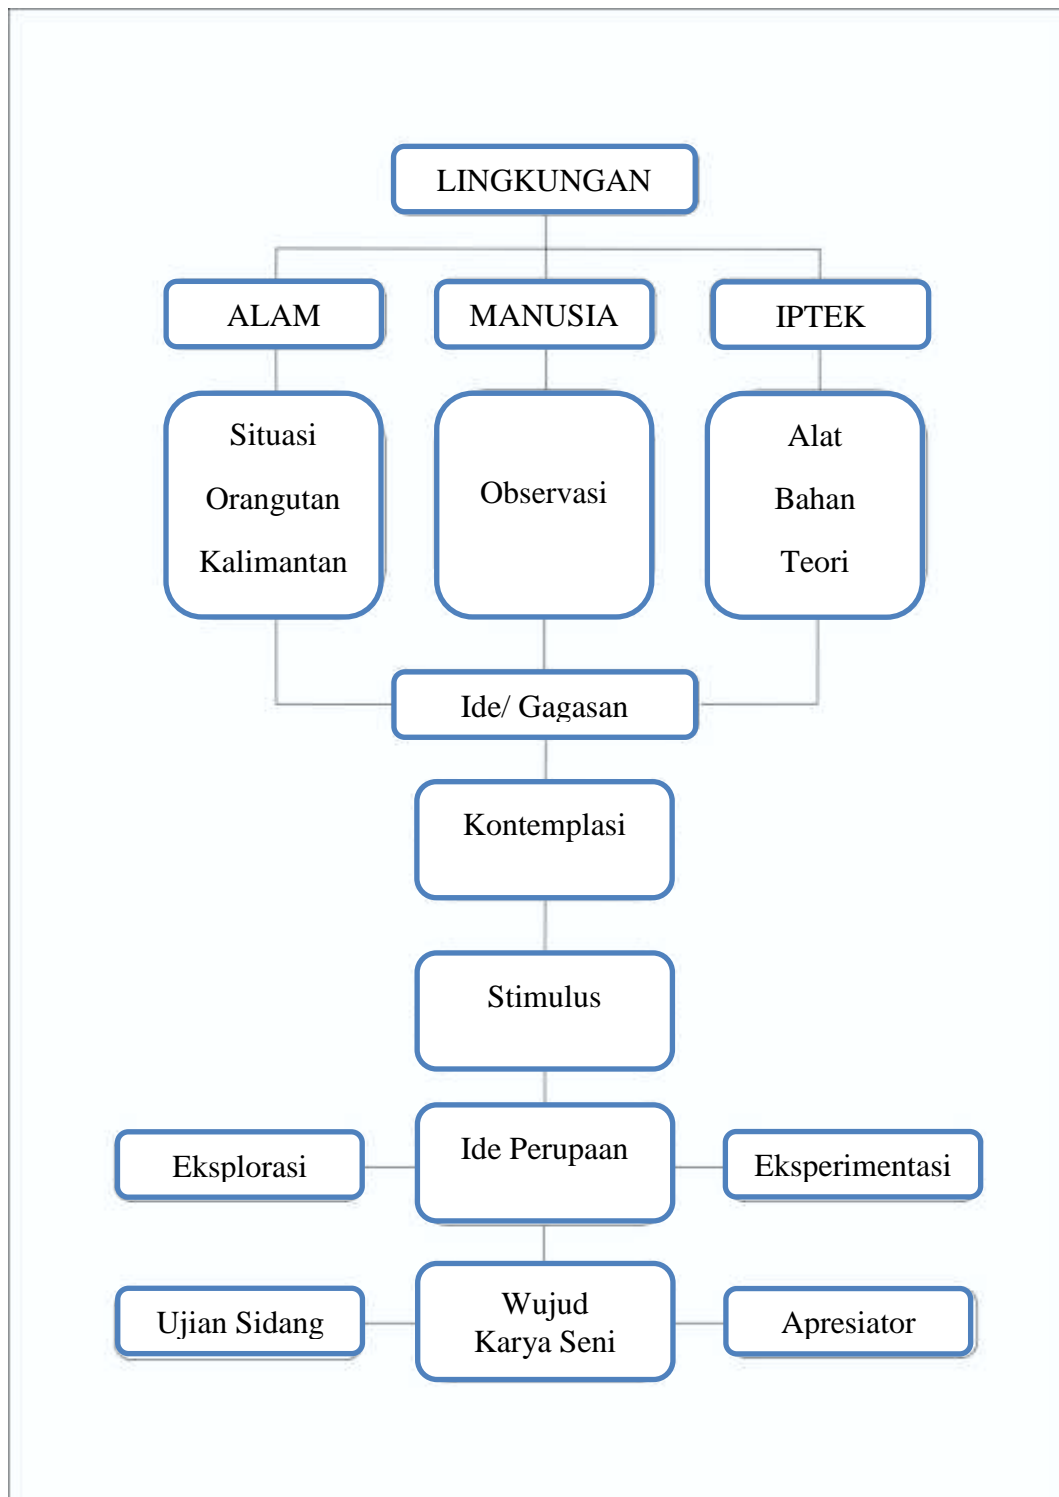 LINGKUNGAN
ALAM
MANUSIA
IPTEK
Situasi
Orangutan
Kalimantan
Observasi
Alat
Bahan
Teori
Ide/ Gagasan
Kontemplasi
Stimulus
Ide Perupaan
Eksplorasi
Eksperimentasi
Wujud
Karya Seni
Ujian Sidang
Apresiator